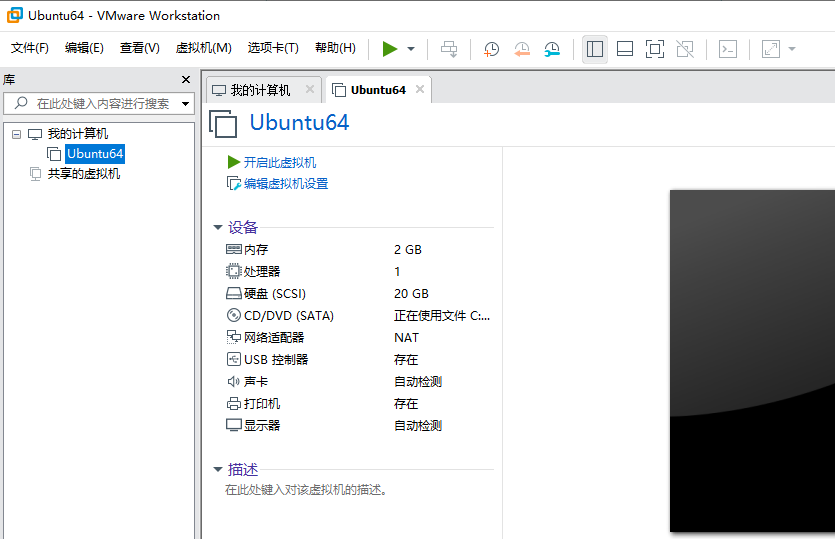 Ubuntu64 - VMware Workstation
文件(F) 编辑(E) 查看(V) 虚拟机(M) 选项卡(T) 帮助(H)
库
在此处键入内容进行搜索
我的计算机
Ubuntu64
共享的虚拟机
我的计算机 Ubuntu64
Ubuntu64
开启此虚拟机
编辑虚拟机设置
设备
内存 2 GB
处理器 1
硬盘 (SCSI) 20 GB
CD/DVD (SATA) 正在使用文件 C:...
网络适配器 NAT
USB 控制器 存在
声卡 自动检测
打印机 存在
显示器 自动检测
描述
在此处键入对该虚拟机的描述。